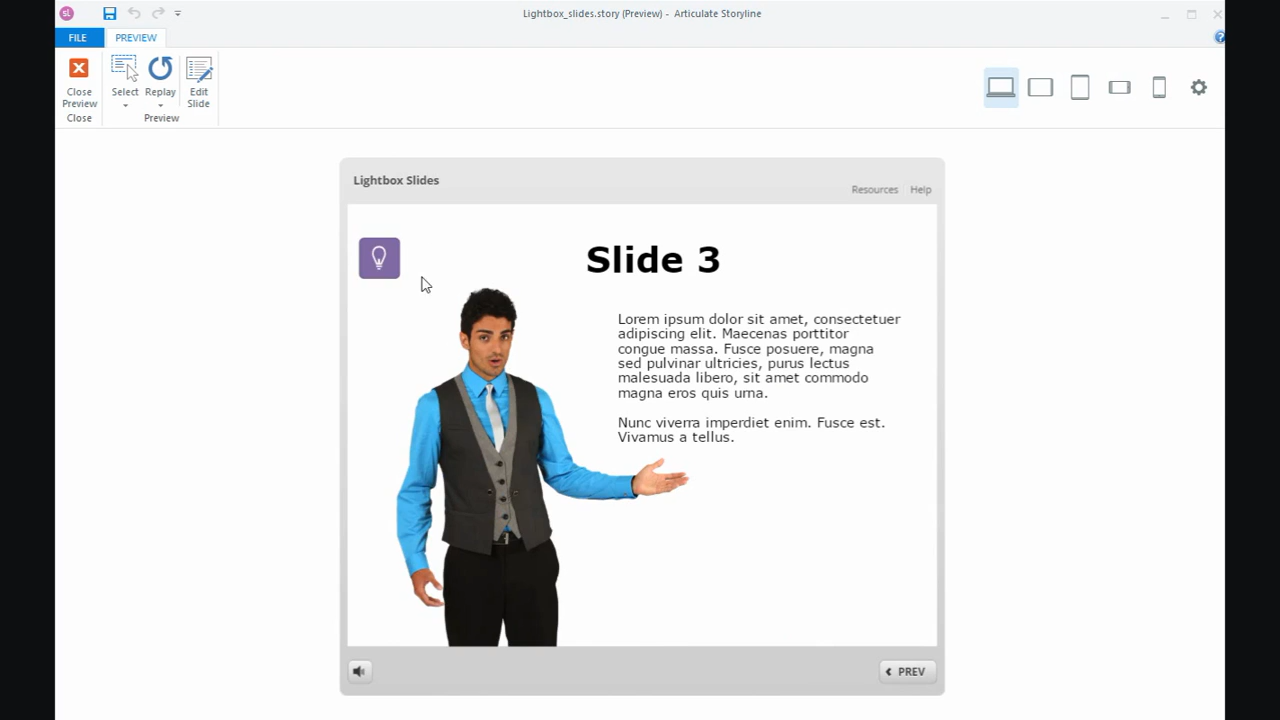 sl
Lightbox_slides.story (Preview) - Articulate Storyline
FILE
PREVIEW
?
Close
Preview
Select
Replay
Edit
Slide
Close
Preview
Lightbox Slides
Resources
Help
Slide 3
Lorem ipsum dolor sit amet, consectetuer
adipiscing elit. Maecenas porttitor
congue massa. Fusce posuere, magna
sed pulvinar ultricies, purus lectus
malesuada libero, sit amet commodo
magna eros quis urna.
Nunc viverra imperdiet enim. Fusce est.
Vivamus a tellus.
PREV